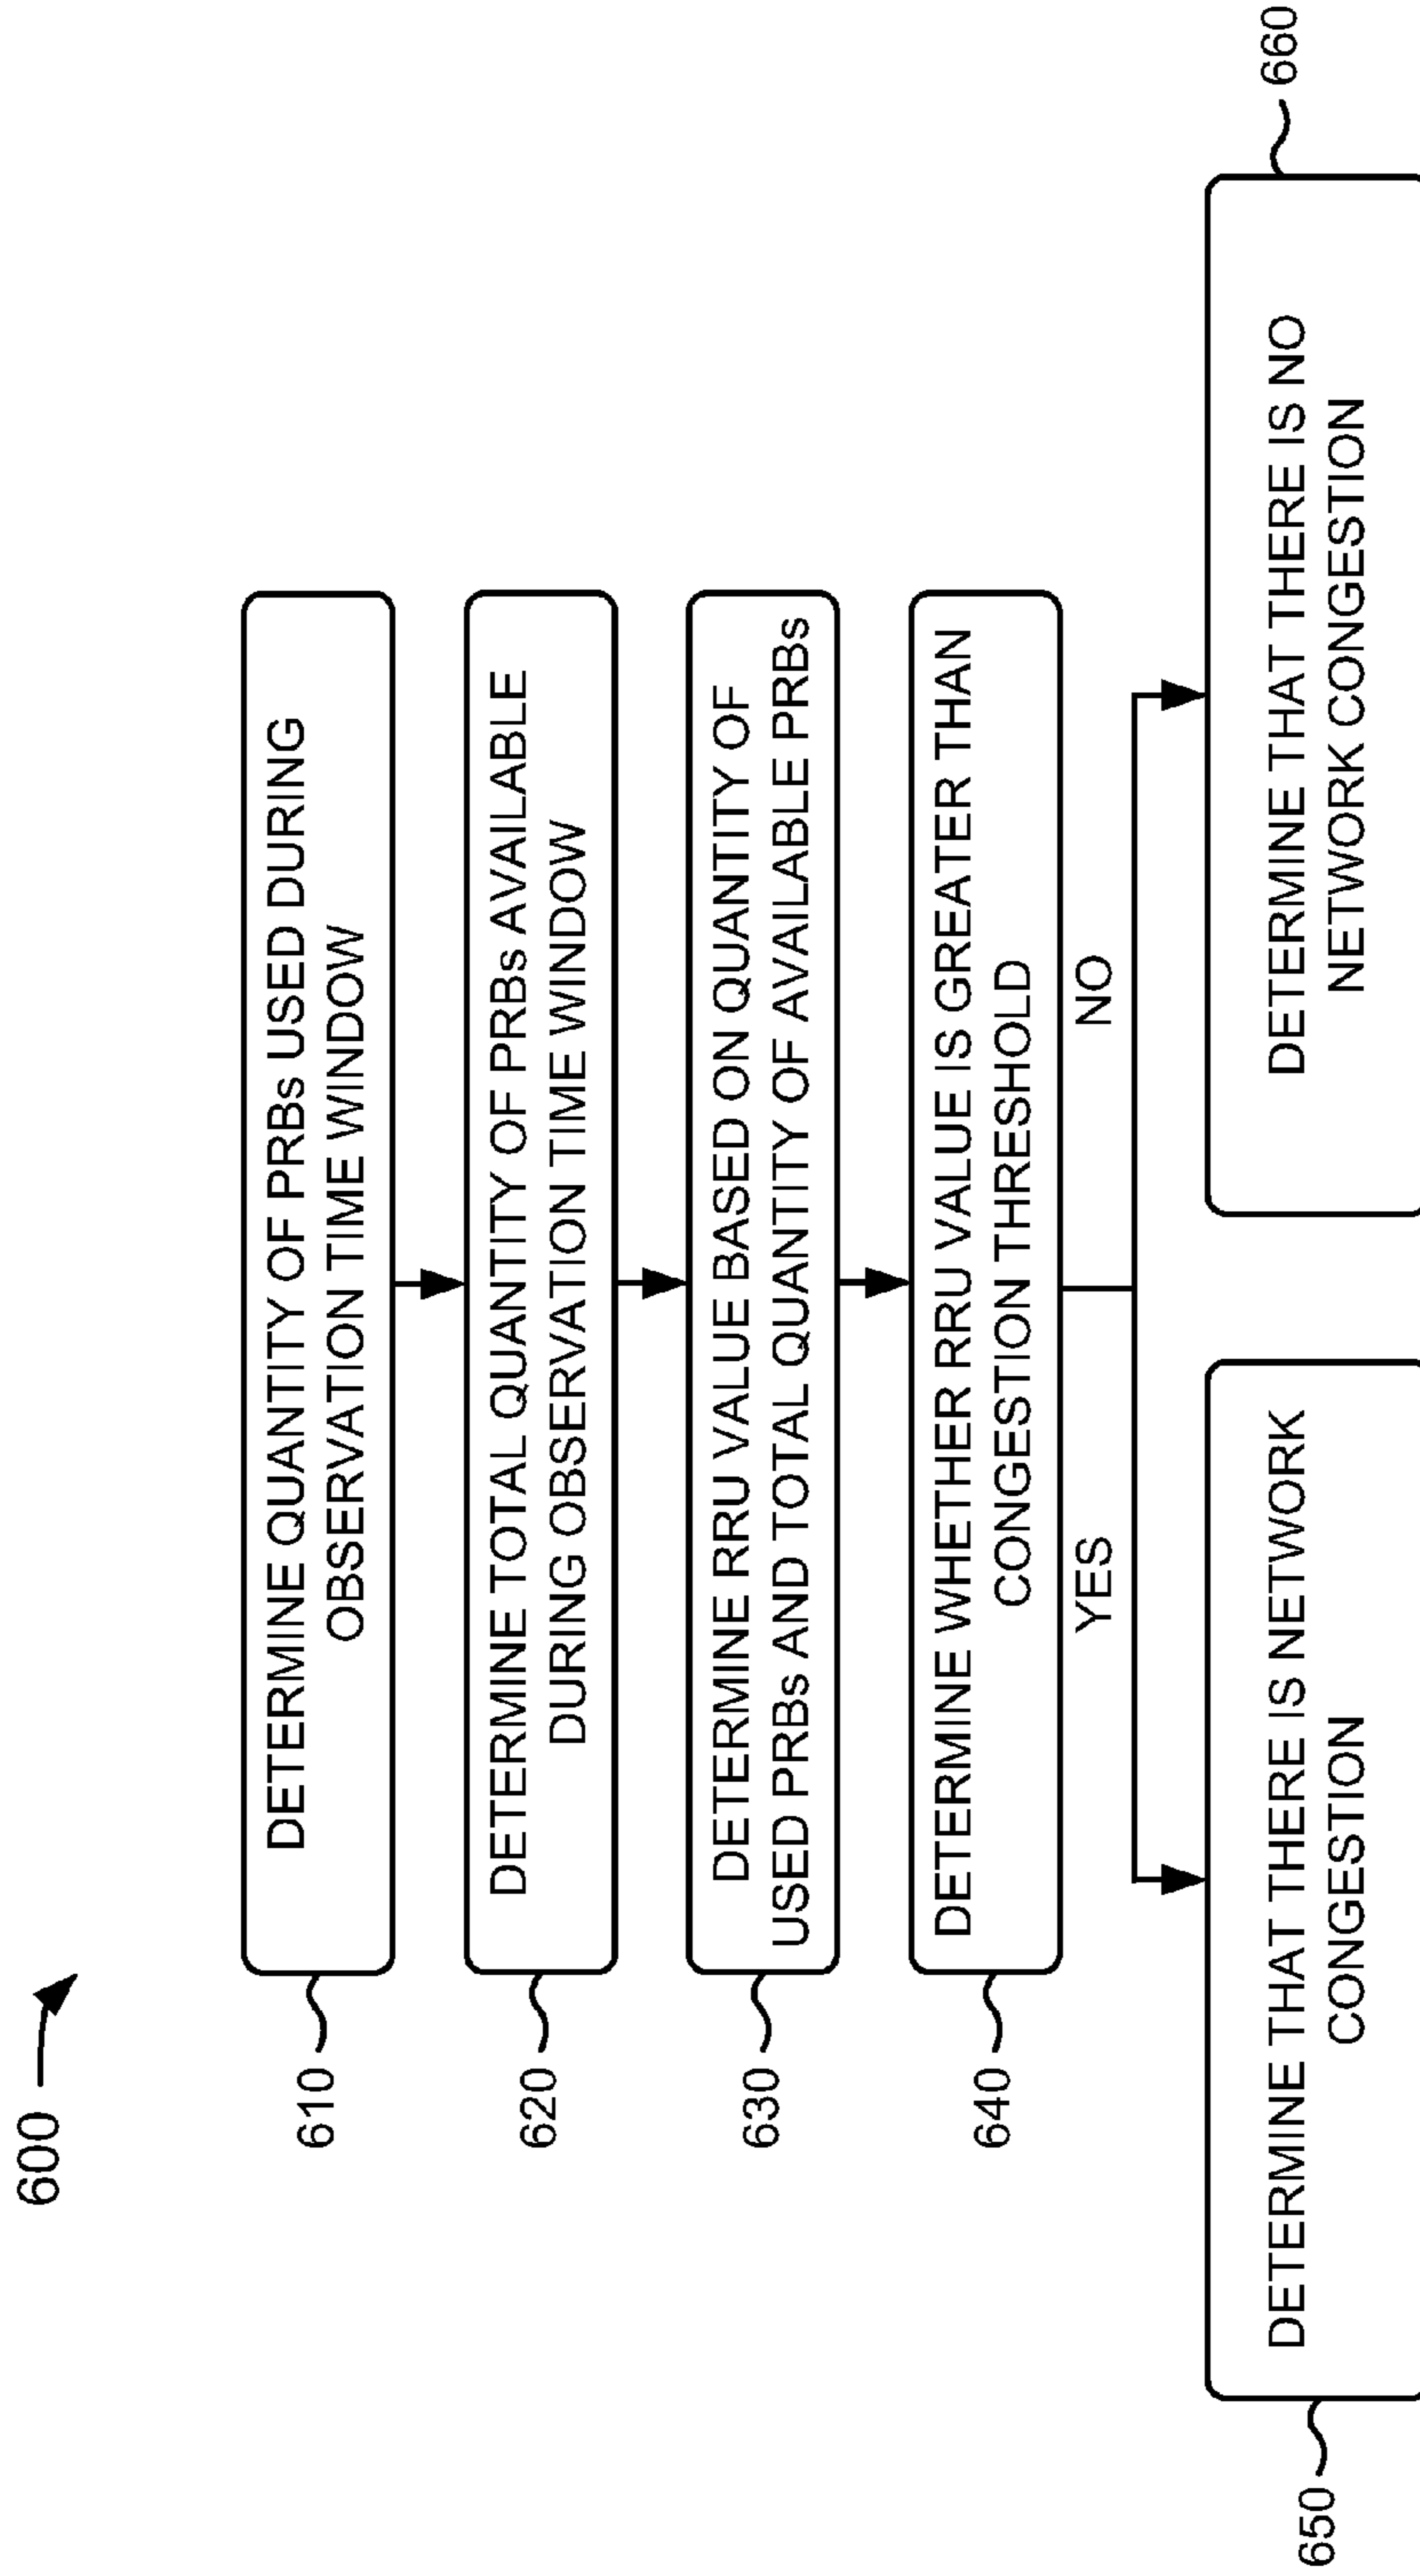 600
610
DETERMINE QUANTITY OF PRBs USED DURING
OBSERVATION TIME WINDOW
620
DETERMINE TOTAL QUANTITY OF PRBs AVAILABLE
DURING OBSERVATION TIME WINDOW
630
DETERMINE RRU VALUE BASED ON QUANTITY OF
USED PRBs AND TOTAL QUANTITY OF AVAILABLE PRBs
640
DETERMINE WHETHER RRU VALUE IS GREATER THAN
CONGESTION THRESHOLD
YES
NO
650
DETERMINE THAT THERE IS NETWORK
CONGESTION
660
DETERMINE THAT THERE IS NO
NETWORK CONGESTION